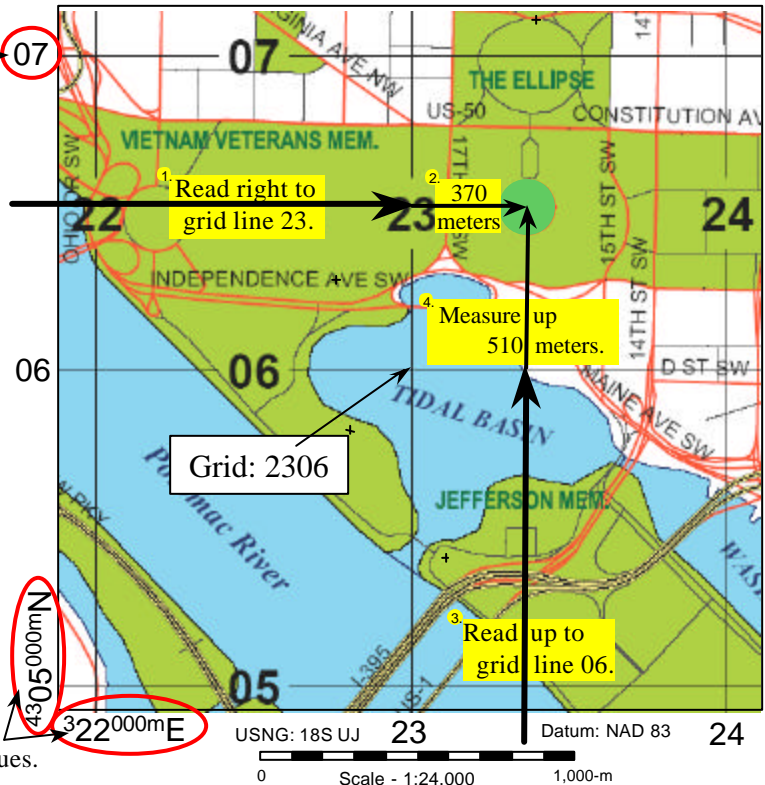 07
07
VIRGINIA AVE NW
THE ELLIPSE
14
US-50
CONSTITUTION AV
VIETNAM VETERANS MEM.
17TH
SW
15TH ST SW
14TH ST SW
OHIO DR SW
1. Read right to
grid line 23.
2. 370
meters
22
23
24
INDEPENDENCE AVE SW
4. Measure up
510 meters.
06
06
D ST SW
MAINE AVE SW
TIDAL BASIN
Grid: 2306
JEFFERSON MEM.
Potomac River
PKY
WAS
3. Read up to
grid line 06.
I-395
US-1
05
4305000mN
322000mE
ues.
USNG: 18S UJ
23
Datum: NAD 83
24
0
Scale - 1:24,000
1,000-m